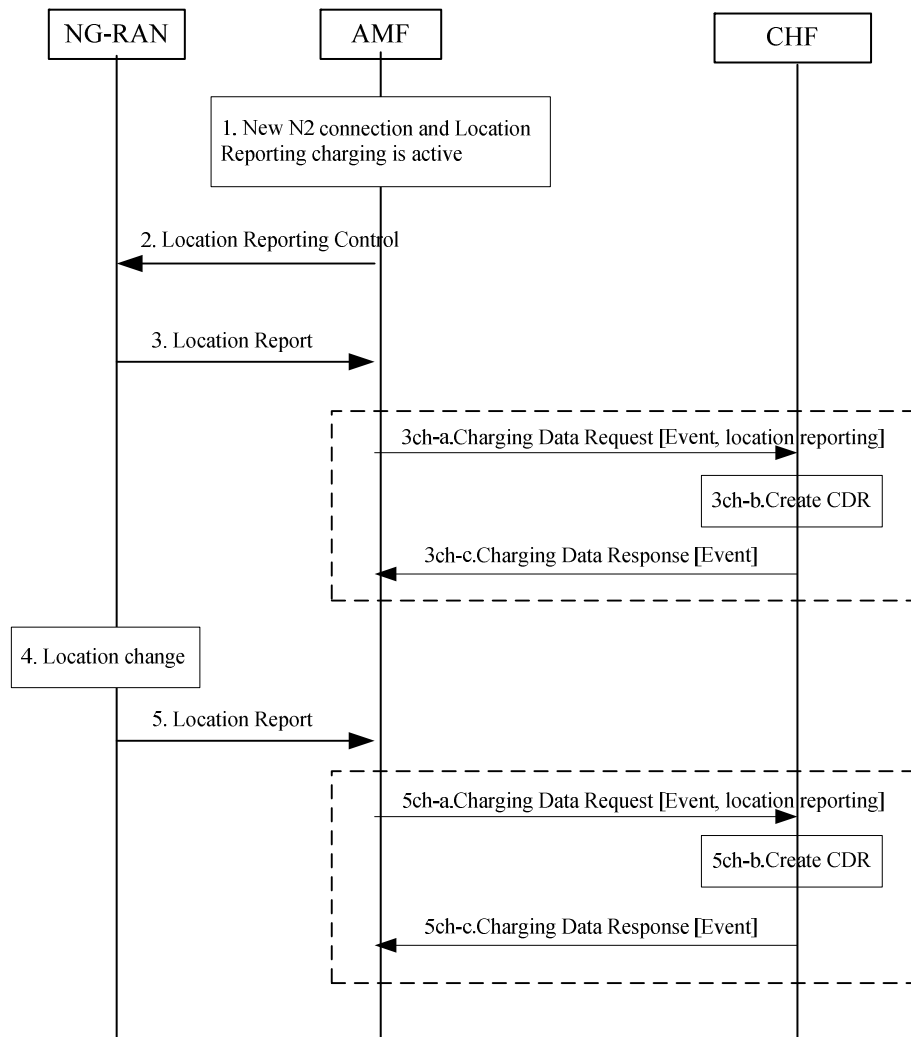 NG-RAN
AMF
CHF
1. New N2 connection and Location
Reporting charging is active
2. Location Reporting Control
3. Location Report
3ch-a.Charging Data Request [Event, location reporting]
3ch-b.Create CDR
3ch-c.Charging Data Response [Event]
4. Location change
5. Location Report
5ch-a.Charging Data Request [Event, location reporting]
5ch-b.Create CDR
5ch-c.Charging Data Response [Event]